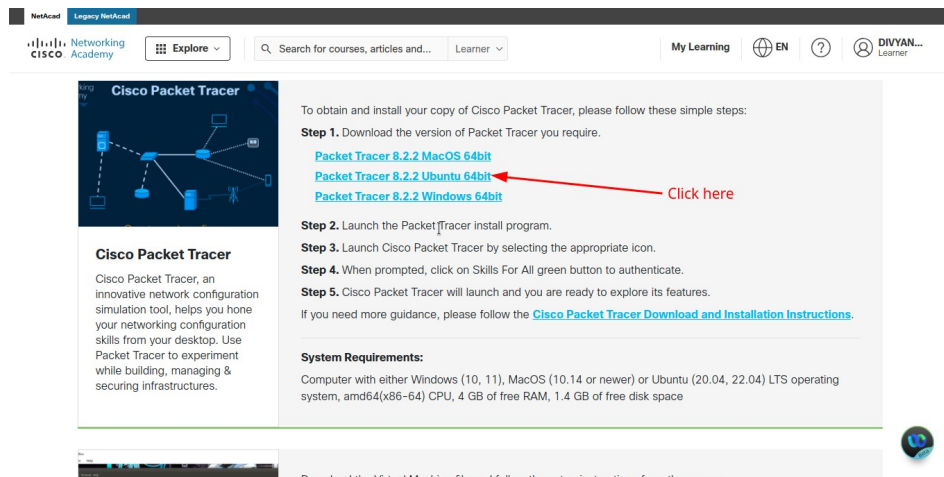 NetAcad
Legacy NetAcad
Networking
CISCO. Academy
Explore
Search for courses, articles and...
Learner
My Learning
EN
?
DIVYAN...
Learner
Cisco Packet Tracer
Cisco Packet Tracer
Cisco Packet Tracer, an
innovative network configuration
simulation tool, helps you hone
your networking configuration
skills from your desktop. Use
Packet Tracer to experiment
while building, managing &
securing infrastructures.
To obtain and install your copy of Cisco Packet Tracer, please follow these simple steps:
Step 1. Download the version of Packet Tracer you require.
Packet Tracer 8.2.2 MacOS 64bit
Packet Tracer 8.2.2 Ubuntu 64bit
Click here
Packet Tracer 8.2.2 Windows 64bit
Step 2. Launch the Packet Tracer install program.
Step 3. Launch Cisco Packet Tracer by selecting the appropriate icon.
Step 4. When prompted, click on Skills For All green button to authenticate.
Step 5. Cisco Packet Tracer will launch and you are ready to explore its features.
If you need more guidance, please follow the Cisco Packet Tracer Download and Installation Instructions.
System Requirements:
Computer with either Windows (10, 11), MacOS (10.14 or newer) or Ubuntu (20.04, 22.04) LTS operating
system, amd64(x86-64) CPU, 4 GB of free RAM, 1.4 GB of free disk space